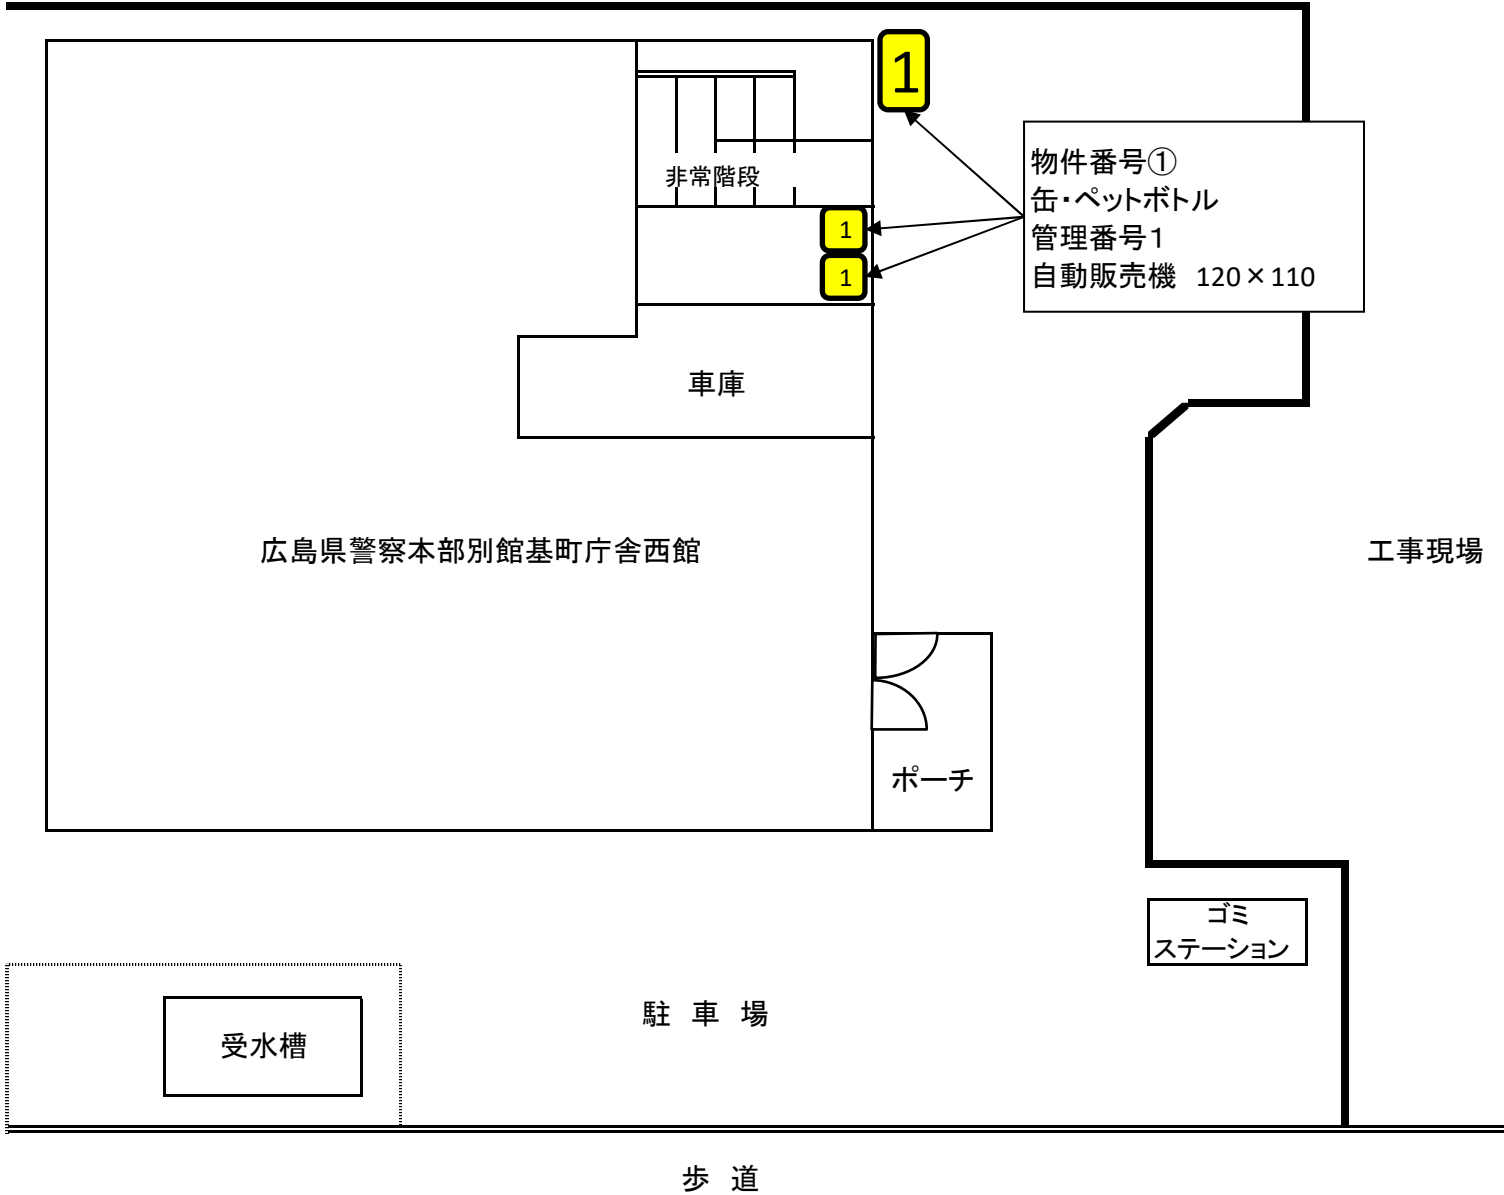 1
物件番号①
缶・ペットボトル
管理番号１
自動販売機　120×110
非常階段
1
1
車庫
広島県警察本部別館基町庁舎西館
工事現場
ポーチ
ゴミ
ステーション
駐　車　場
受水槽
歩　道